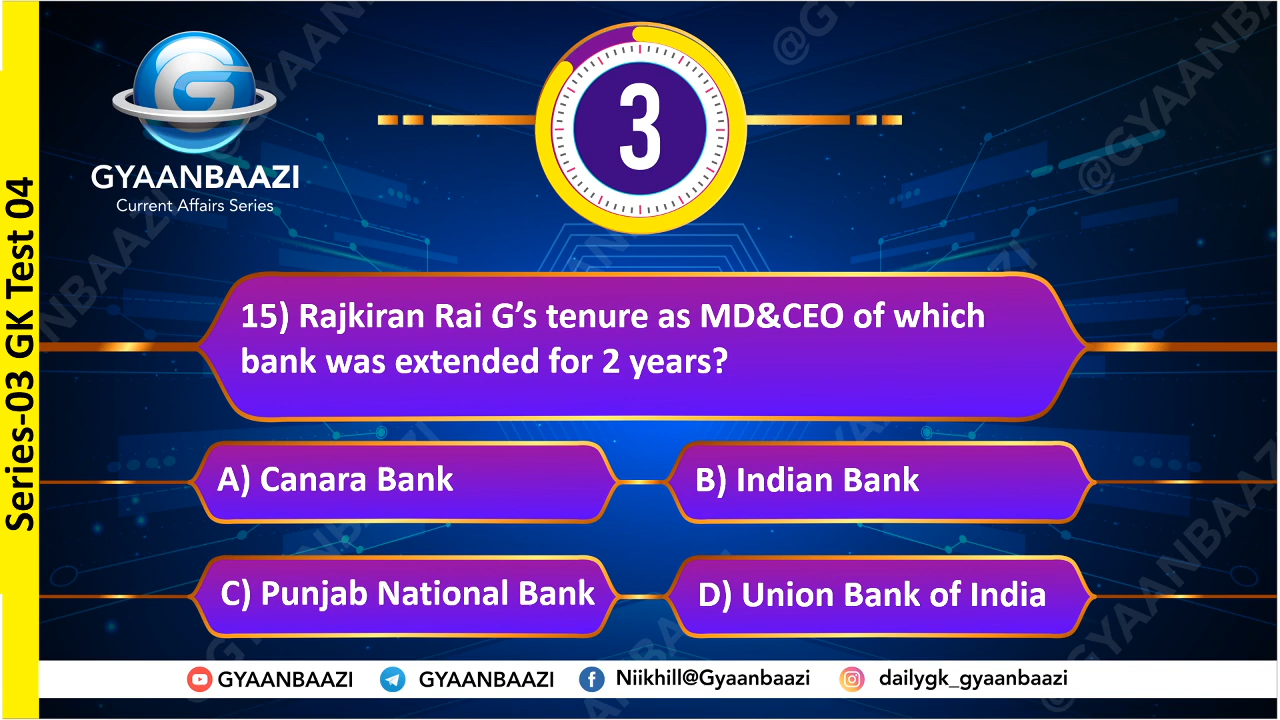 Series-03 GK Test 04
GYAANBAAZI
Current Affairs Series
3
15) Rajkiran Rai G’s tenure as MD&CEO of which
bank was extended for 2 years?
A) Canara Bank
B) Indian Bank
C) Punjab National Bank
D) Union Bank of India
GYAANBAZI
GYAANBAAZI
Niikhill@Gyaanbaazi
dailygk_gyaanbaazi
@GYAANBAAZI